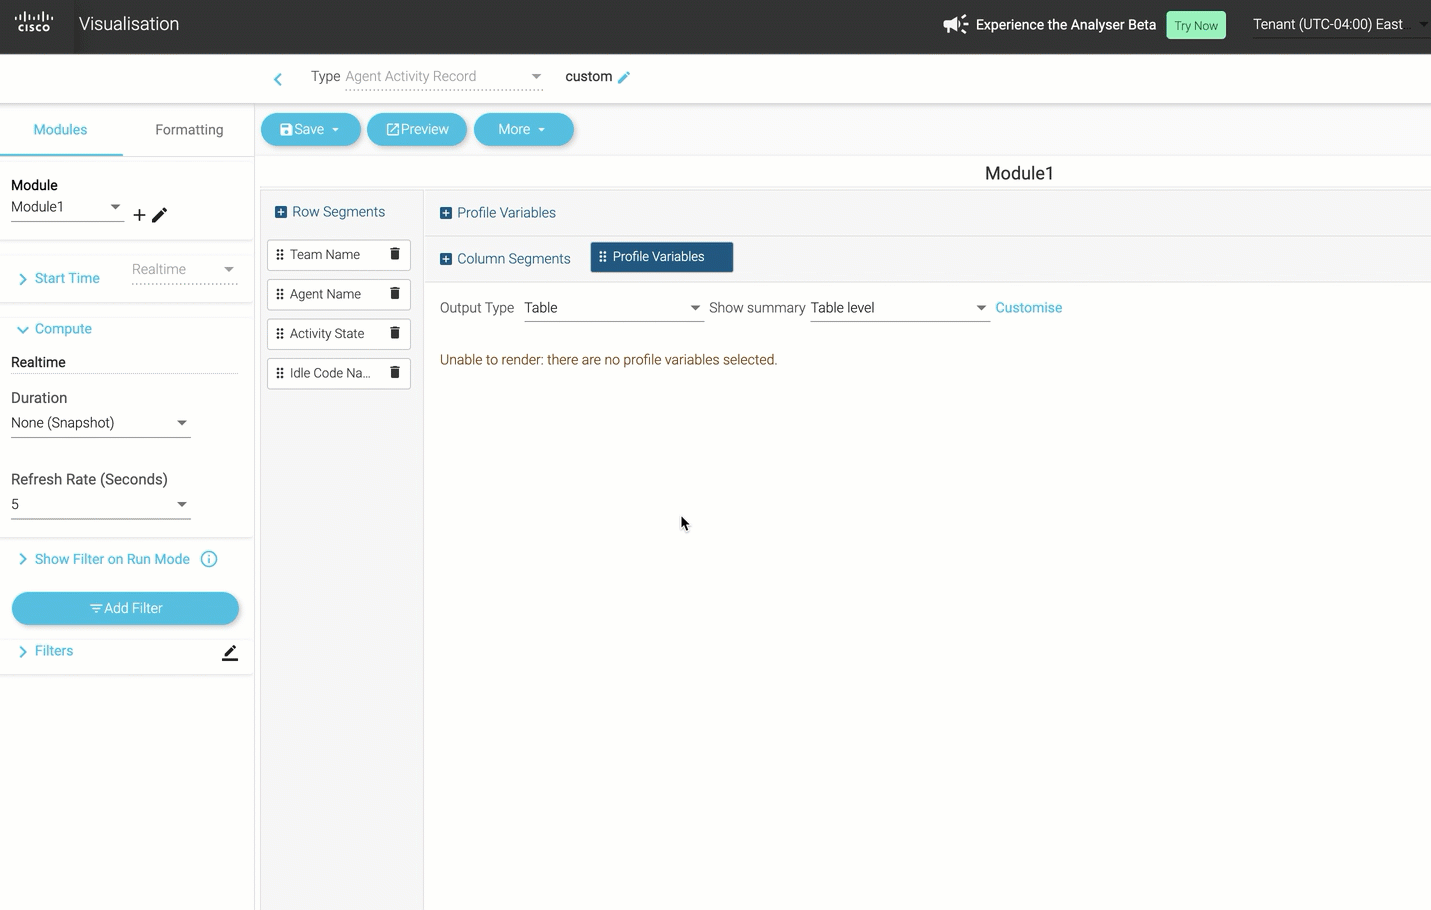 cisco
Visualisation
Experience the Analyser Beta
Try Now
Tenant (UTC-04:00) East...
Type Agent Activity Record
custom
Modules
Formatting
Save
Preview
More
Module1
Module
Module1
Start Time
Realtime
Compute
Realtime
Duration
None (Snapshot)
Refresh Rate (Seconds)
5
Show Filter on Run Mode
Add Filter
Filters
Row Segments
Team Name
Agent Name
Activity State
Idle Code Na...
Profile Variables
Column Segments
Profile Variables
Output Type Table Show summary Table level Customise
Unable to render: there are no profile variables selected.